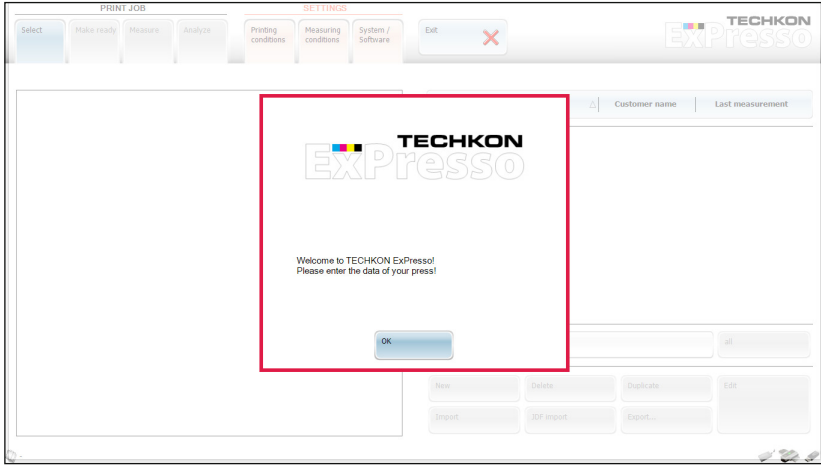 PRINT JOB
SETTINGS
Select
Make ready
Measure
Analyze
Printing
conditions
Measuring
conditions
System /
Software
Exit
TECHKON
ExPresso
Customer name
Last measurement
TECHKON
ExPresso
Welcome to TECHKON ExPresso!
Please enter the data of your press!
OK
all
New
Delete
Duplicate
Edit
Import
JDF import
Export...